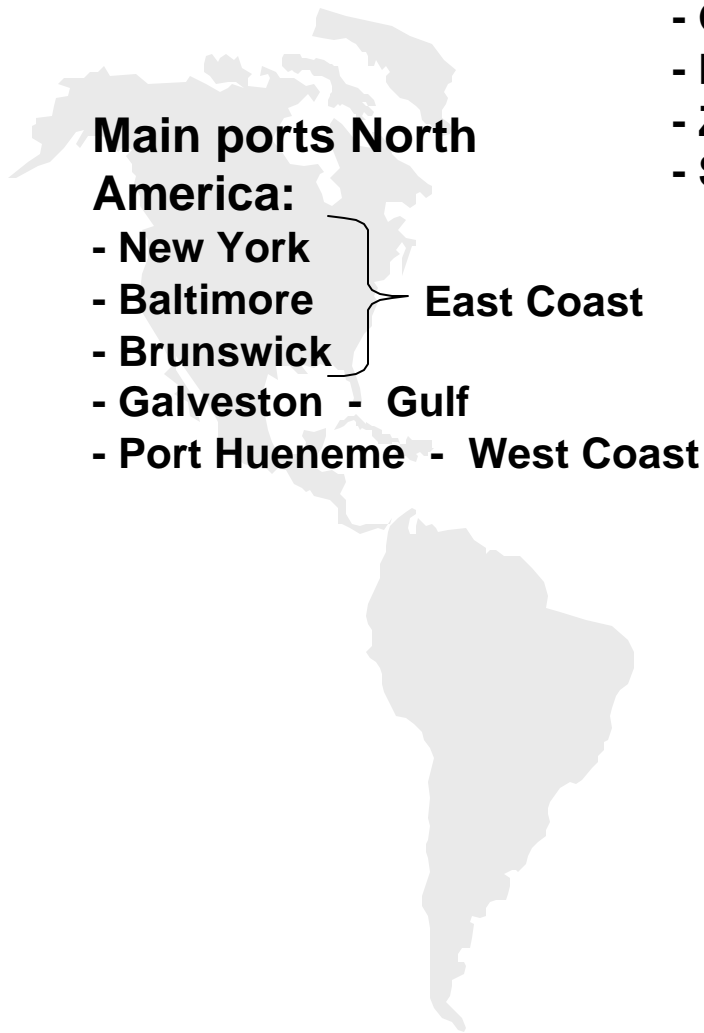 Main ports North
America:
- New York
- Baltimore
- Brunswick
East Coast
- Galveston - Gulf
- Port Hueneme - West Coast